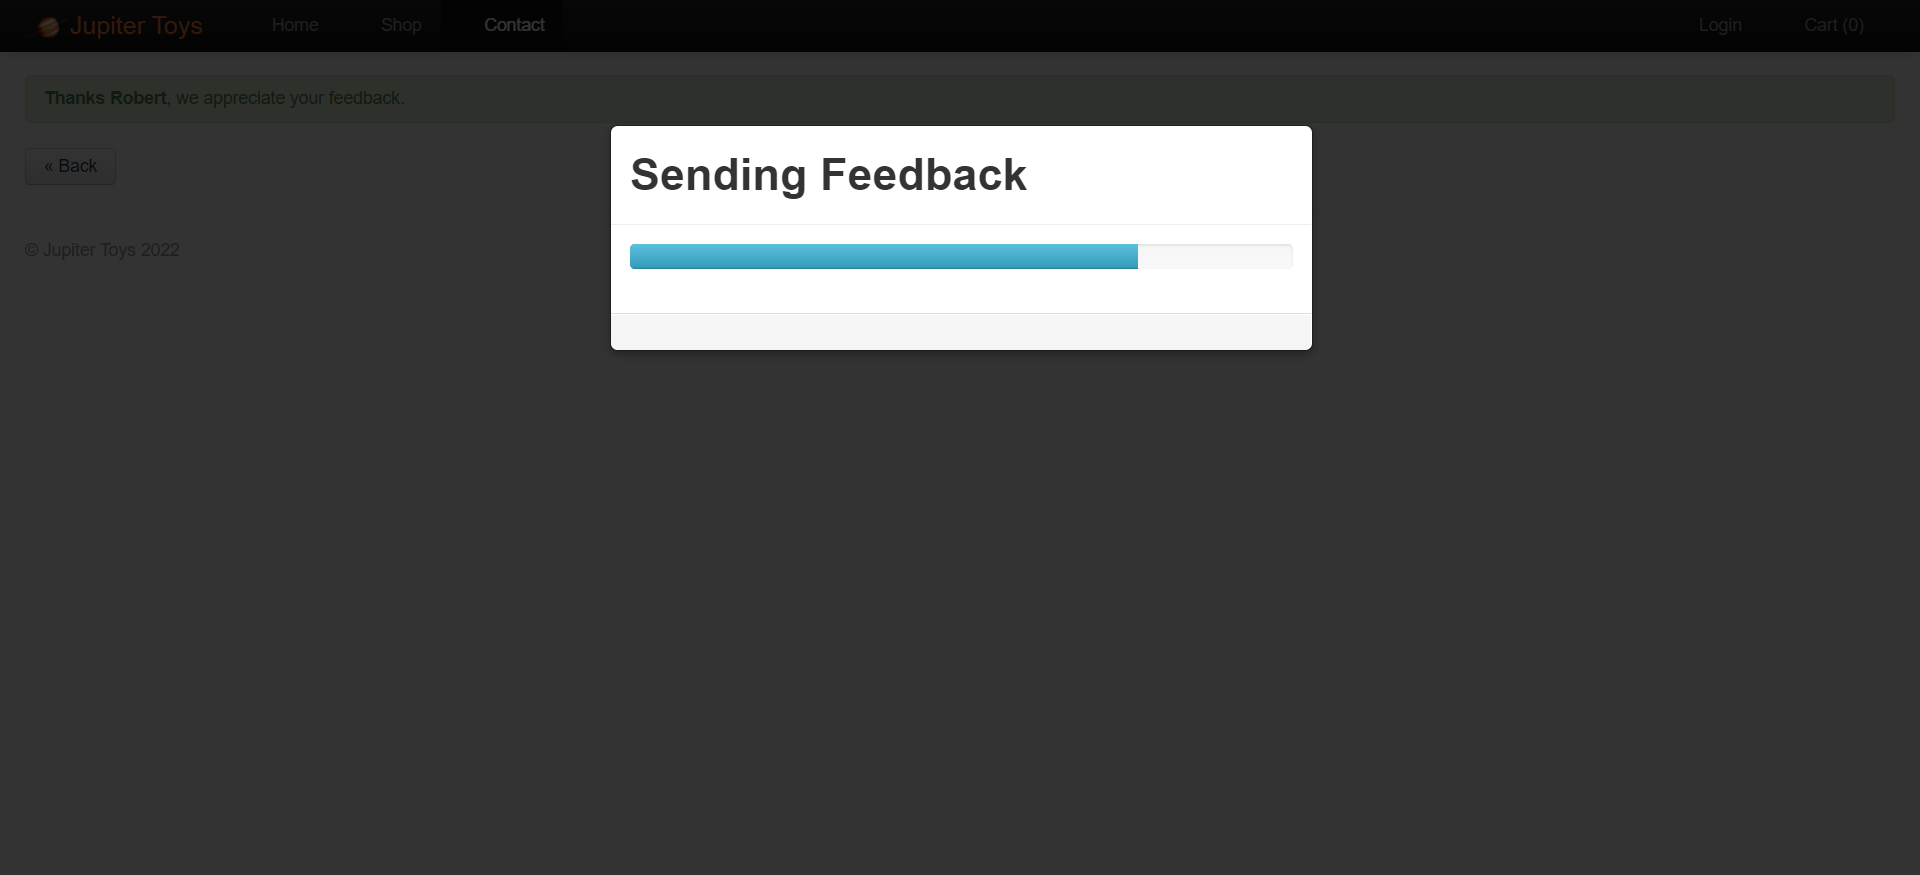 Jupiter Toys
Home
Shop
Contact
Login
Cart (0)
Thanks Robert, we appreciate your feedback.
« Back
Sending Feedback
© Jupiter Toys 2022